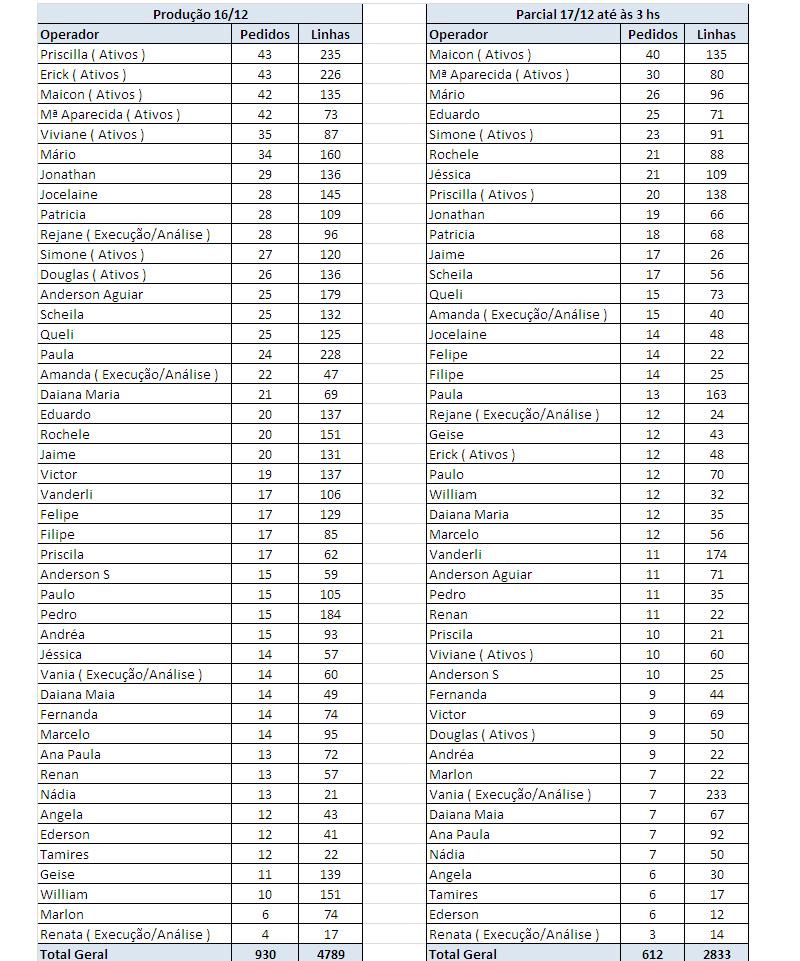 Produção 16/12 Parcial 17/12 até às 3 hs
Operador Pedidos Linhas Operador Pedidos Linhas
Priscilla ( Ativos ) 43 235 Maicon ( Ativos ) 40 135
Erick ( Ativos ) 43 226 Mª Aparecida ( Ativos ) 30 80
Maicon ( Ativos ) 42 135 Mário 26 96
Mª Aparecida ( Ativos ) 42 73 Eduardo 25 71
Viviane ( Ativos ) 35 87 Simone ( Ativos ) 23 91
Mário 34 160 Rochele 21 88
Jonathan 29 136 Jéssica 21 109
Jocelaine 28 145 Priscilla ( Ativos ) 20 138
Patricia 28 109 Jonathan 19 66
Rejane ( Execução/Análise ) 28 96 Patricia 18 68
Simone ( Ativos ) 27 120 Jaime 17 26
Douglas ( Ativos ) 26 136 Scheila 17 56
Anderson Aguiar 25 179 Queli 15 73
Scheila 25 132 Amanda ( Execução/Análise ) 15 40
Queli 25 125 Jocelaine 14 48
Paula 24 228 Felipe 14 22
Amanda ( Execução/Análise ) 22 47 Filipe 14 25
Daiana Maria 21 69 Paula 13 163
Eduardo 20 137 Rejane ( Execução/Análise ) 12 24
Rochele 20 151 Geise 12 43
Jaime 20 131 Erick ( Ativos ) 12 48
Victor 19 137 Paulo 12 70
Vanderli 17 106 William 12 32
Felipe 17 129 Daiana Maria 12 35
Filipe 17 85 Marcelo 12 56
Priscila 17 62 Vanderli 11 174
Anderson S 15 59 Anderson Aguiar 11 71
Paulo 15 105 Pedro 11 35
Pedro 15 184 Renan 11 22
Andréa 15 93 Priscila 10 21
Jéssica 14 57 Viviane ( Ativos ) 10 60
Vania ( Execução/Análise ) 14 60 Anderson S 10 25
Daiana Maia 14 49 Fernanda 9 44
Fernanda 14 74 Victor 9 69
Marcelo 14 95 Douglas ( Ativos ) 9 50
Ana Paula 13 72 Andréa 9 22
Renan 13 57 Marlon 7 22
Nádia 13 21 Vania ( Execução/Análise ) 7 233
Angela 12 43 Daiana Maia 7 67
Ederson 12 41 Ana Paula 7 92
Tamires 12 22 Nádia 7 50
Geise 11 139 Angela 6 30
William 10 151 Tamires 6 17
Marlon 6 74 Ederson 6 12
Renata ( Execução/Análise ) 4 17 Renata ( Execução/Análise ) 3 14
Total Geral 930 4789 Total Geral 612 2833